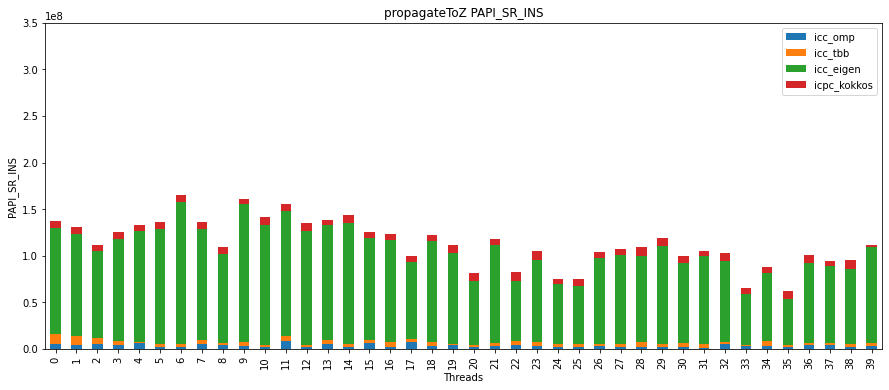 propagateToZ PAPI_SR_INS
1e8
3.5
3.0
2.5
2.0
1.5
1.0
0.5
0.0
PAPI_SR_INS
icc_omp
icc_tbb
icc_eigen
icpc_kokkos
0 1 2 3 4 5 6 7 8 9 10 11 12 13 14 15 16 17 18 19 20 21 22 23 24 25 26 27 28 29 30 31 32 33 34 35 36 37 38 39
Threads